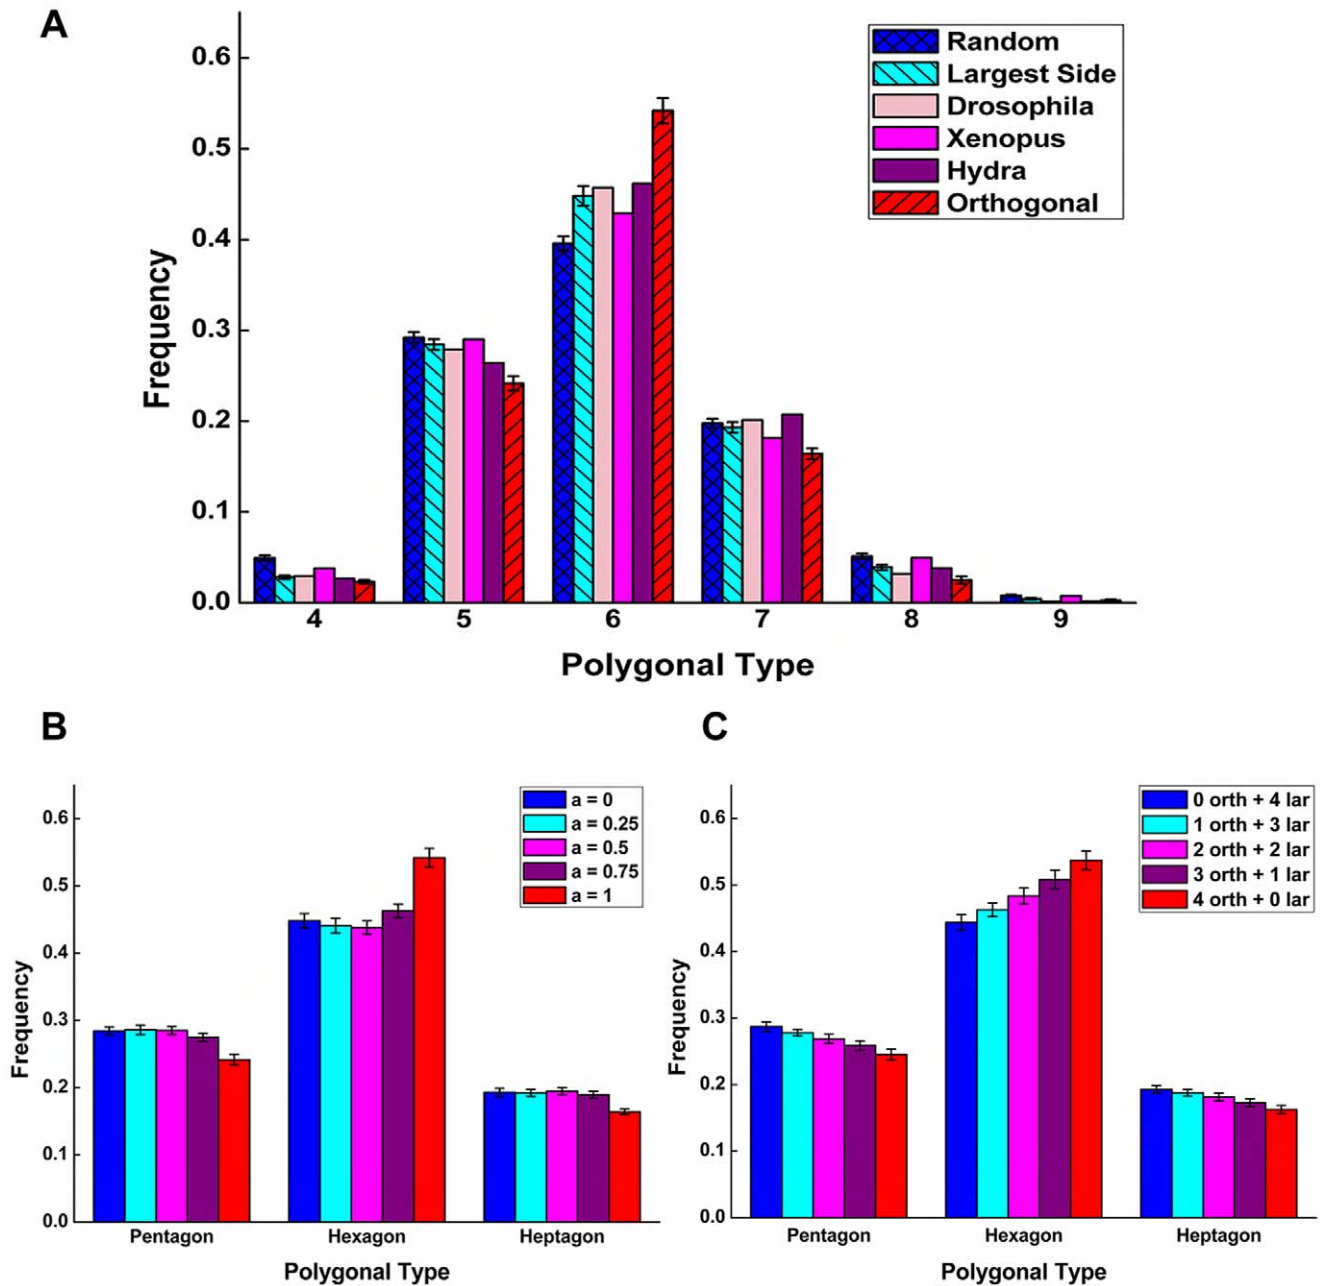 A
0.6
0.5
0.4
0.3
0.2
0.1
0.0
Frequency
Random
Largest Side
Drosophila
Xenopus
Hydra
Orthogonal
4 5 6 7 8 9
Polygonal Type
B
0.6
0.5
0.4
0.3
0.2
0.1
0.0
Frequency
a = 0
a = 0.25
a = 0.5
a = 0.75
a = 1
Pentagon Hexagon Heptagon
Polygonal Type
C
0.6
0.5
0.4
0.3
0.2
0.1
0.0
Frequency
0 orth + 4 lar
1 orth + 3 lar
2 orth + 2 lar
3 orth + 1 lar
4 orth + 0 lar
Pentagon Hexagon Heptagon
Polygonal Type